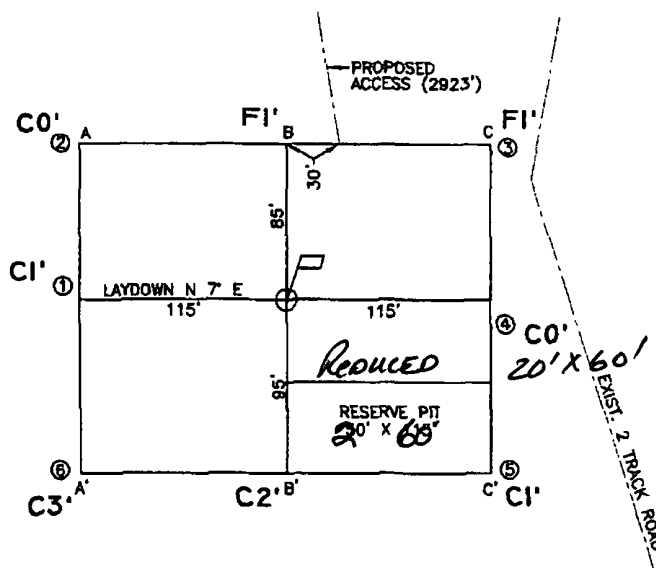 PROPOSED
ACCESS (2923')
C0' F1' F1'
② A B C ③
30'
85'
C1'
① LAYDOWN N 7° E
115' 115'
④ C0'
REDUCED 20' X 60'
95'
RESERVE PIT
20' X 60'
EXIST. 2 TRACK ROAD
⑥ A' B' C' ⑤
C3' C2' C1'